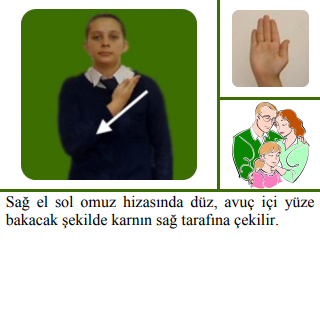 Sağ el sol omuz hizasında düz, avuç içi yüze
bakacak şekilde karnın sağ tarafına çekilir.